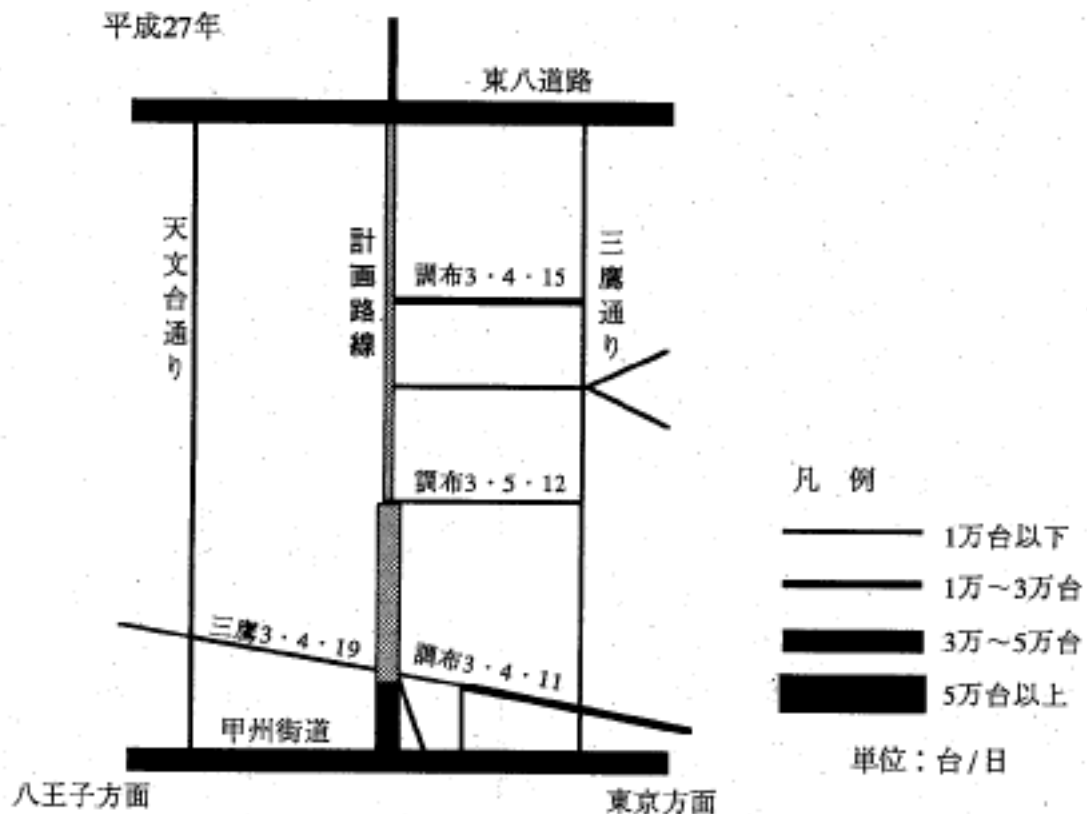 平成27年
東八道路
天文台通り
計画路線
三鷹通り
調布3・4・15
調布3・5・12
三鷹3・4・19
調布3・4・11
甲州街道
八王子方面
東京方面
凡 例
1万台以下
1万～3万台
3万～5万台
5万台以上
単位：台/日